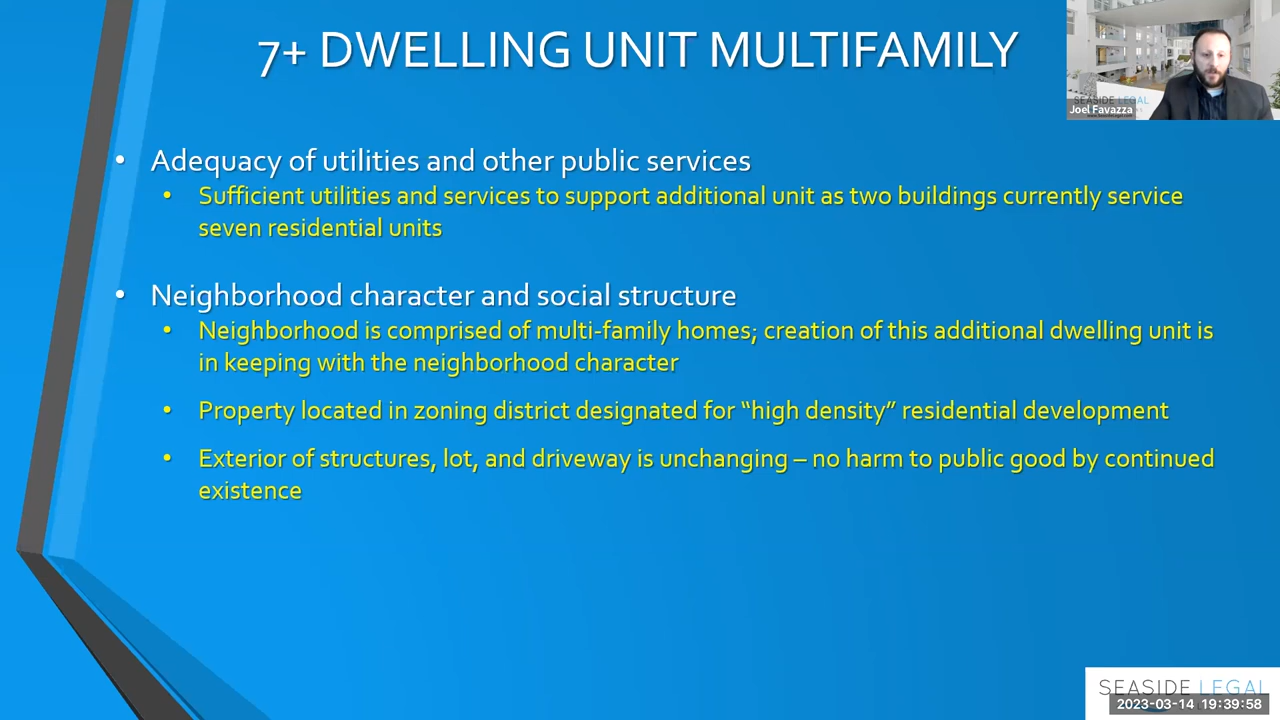 7+ DWELLING UNIT MULTIFAMILY
SEASIDE LEGAL
Joel Favazza
• Adequacy of utilities and other public services
• Sufficient utilities and services to support additional unit as two buildings currently service
seven residential units
• Neighborhood character and social structure
• Neighborhood is comprised of multi-family homes; creation of this additional dwelling unit is
in keeping with the neighborhood character
• Property located in zoning district designated for “high density” residential development
• Exterior of structures, lot, and driveway is unchanging – no harm to public good by continued
existence
SEASIDE LEGAL
2023-03-14 19:39:58